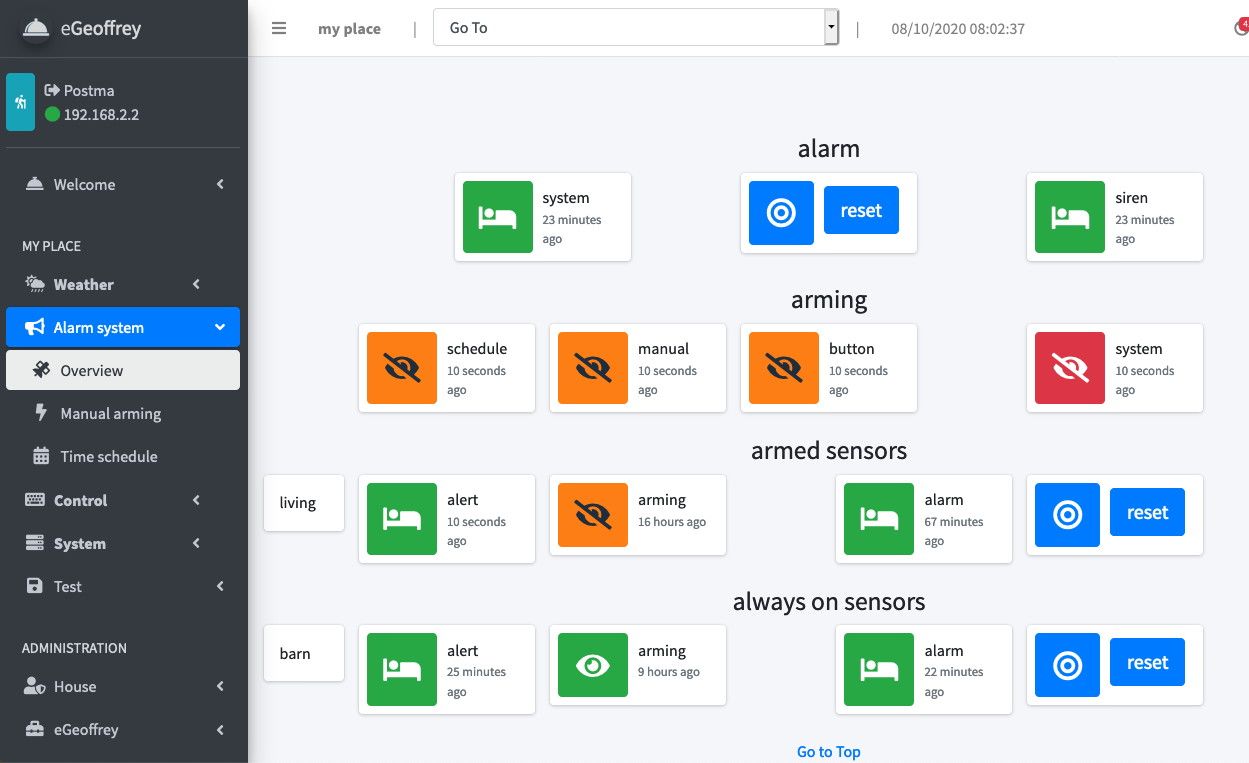 eGeoffrey
my place | Go To | 08/10/2020 08:02:37
4
Postma
192.168.2.2
Welcome
MY PLACE
Weather
Alarm system
Overview
Manual arming
Time schedule
Control
System
Test
ADMINISTRATION
House
eGeoffrey
alarm
system
23 minutes
ago
reset
siren
23 minutes
ago
arming
schedule
10 seconds
ago
manual
10 seconds
ago
button
10 seconds
ago
system
10 seconds
ago
armed sensors
living
alert
10 seconds
ago
arming
16 hours ago
alarm
67 minutes
ago
reset
always on sensors
barn
alert
25 minutes
ago
arming
9 hours ago
alarm
22 minutes
ago
reset
Go to Top